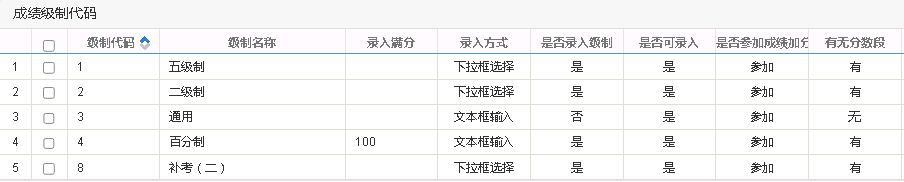 成绩级制代码
级制代码 级制名称 录入满分 录入方式 是否录入级制 是否可录入 是否参加成绩加分 有无分数段
1 1 五级制 下拉框选择 是 是 参加 有
2 2 二级制 下拉框选择 是 是 参加 有
3 3 通用 文本框输入 否 是 参加 无
4 4 百分制 100 文本框输入 是 是 参加 有
5 8 补考（二） 下拉框选择 是 是 参加 有